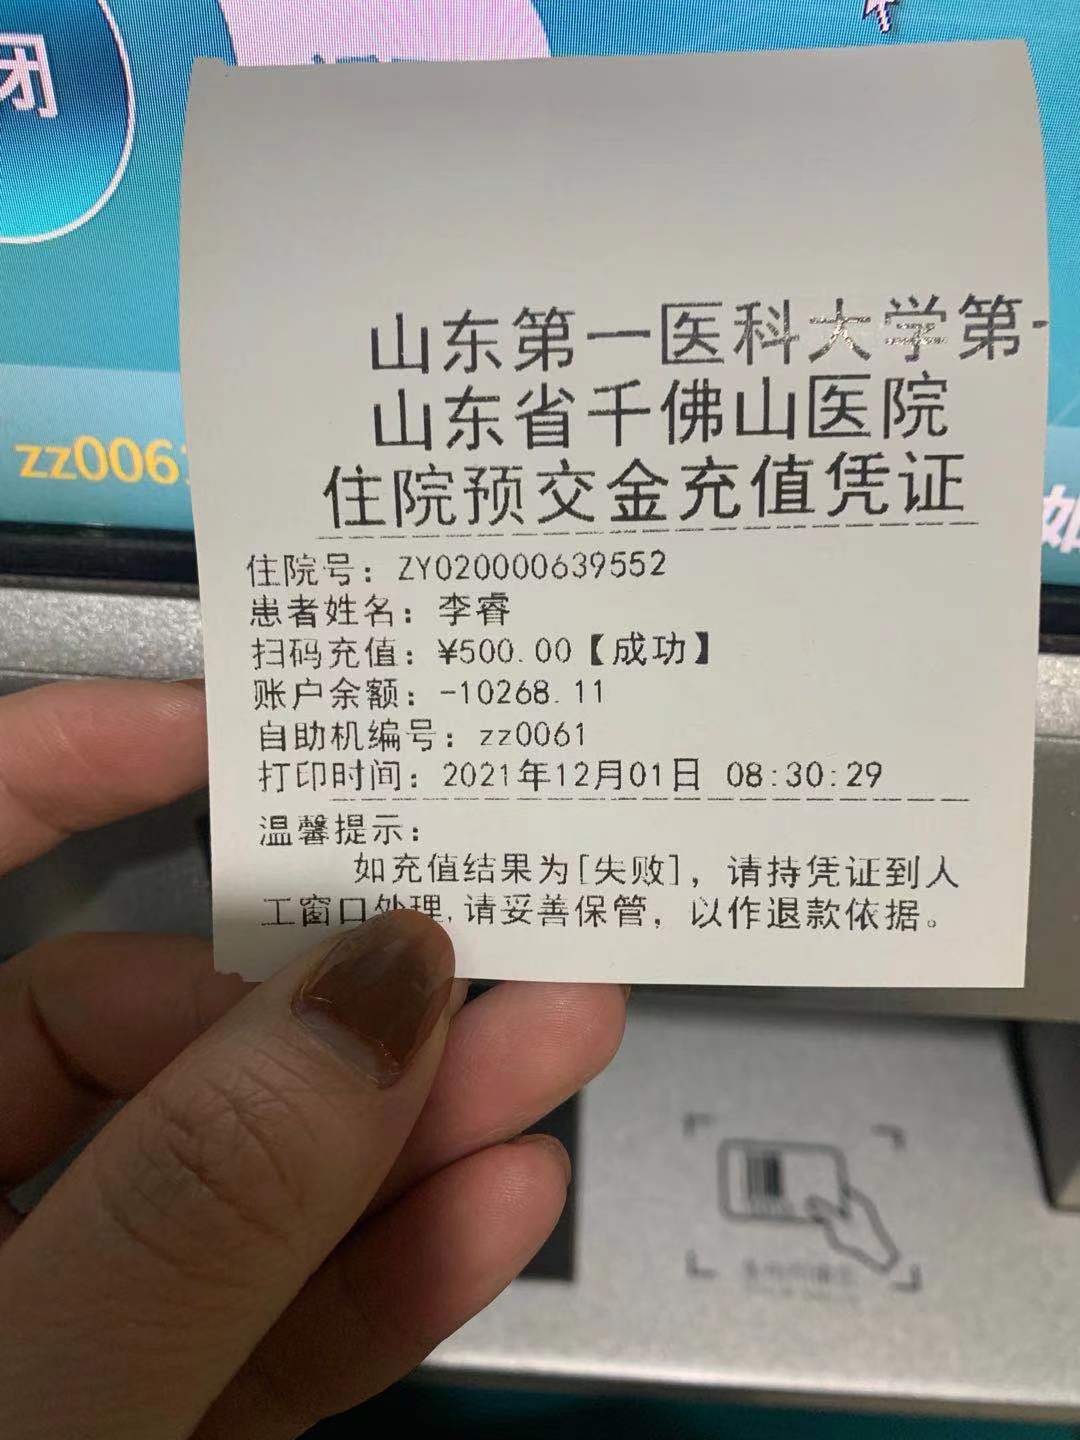 闭
zz006
如
山东第一医科大学第一
山东省千佛山医院
住院预交金充值凭证
住院号：ZY020000639552
患者姓名：李睿
扫码充值：¥500.00【成功】
账户余额：-10268.11
自助机编号：zz0061
打印时间：2021年12月01日 08:30:29
温馨提示：
如充值结果为[失败]，请持凭证到人
工窗口处理,请妥善保管，以作退款依据。